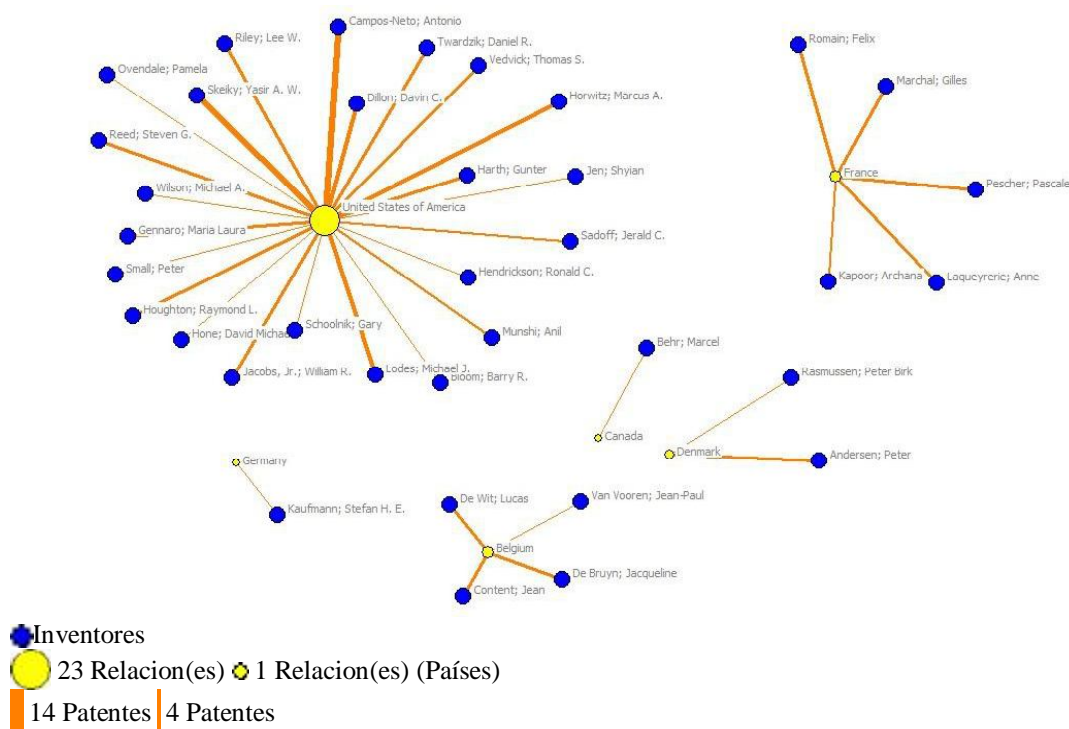 Campos-Neto; Antonio
Riley; Lee W.
Twardzik; Daniel R.
Romain; Felix
Vedvick; Thomas S.
Ovendale; Pamela
Marchal; Gilles
Skeiky; Yasir A. W.
Dillon; Davin C.
Horwitz; Marcus A.
Reed; Steven G.
Harth; Gunter
Jen; Shyian
France
Pescher; Pascale
Wilson; Michael A.
United States of America
Gennaro; Maria Laura
Sadoff; Jerald C.
Small; Peter
Hendrickson; Ronald C.
Kapoor; Archana
Laqueyrerie; Anne
Houghton; Raymond L.
Schoolnik; Gary
Hone; David Michae
Munshi; Anil
Behr; Marcel
Jacobs, Jr.; William R.
Lodes; Michael J.
Bloom; Barry R.
Rasmussen; Peter Birk
Canada
Denmark
Germany
Andersen; Peter
De Wit; Lucas
Van Vooren; Jean-Paul
Kaufmann; Stefan H. E.
Belgium
De Bruyn; Jacqueline
Content; Jean
Inventores
23 Relacion(es) 1 Relacion(es) (Países)
14 Patentes 4 Patentes